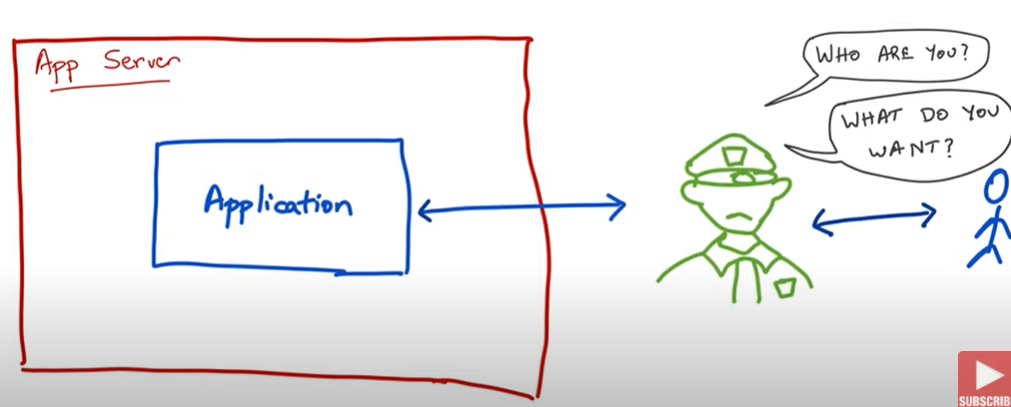 App Server
Application
WHO ARE YOU?
WHAT DO YOU
WANT?
SUBSCRIB